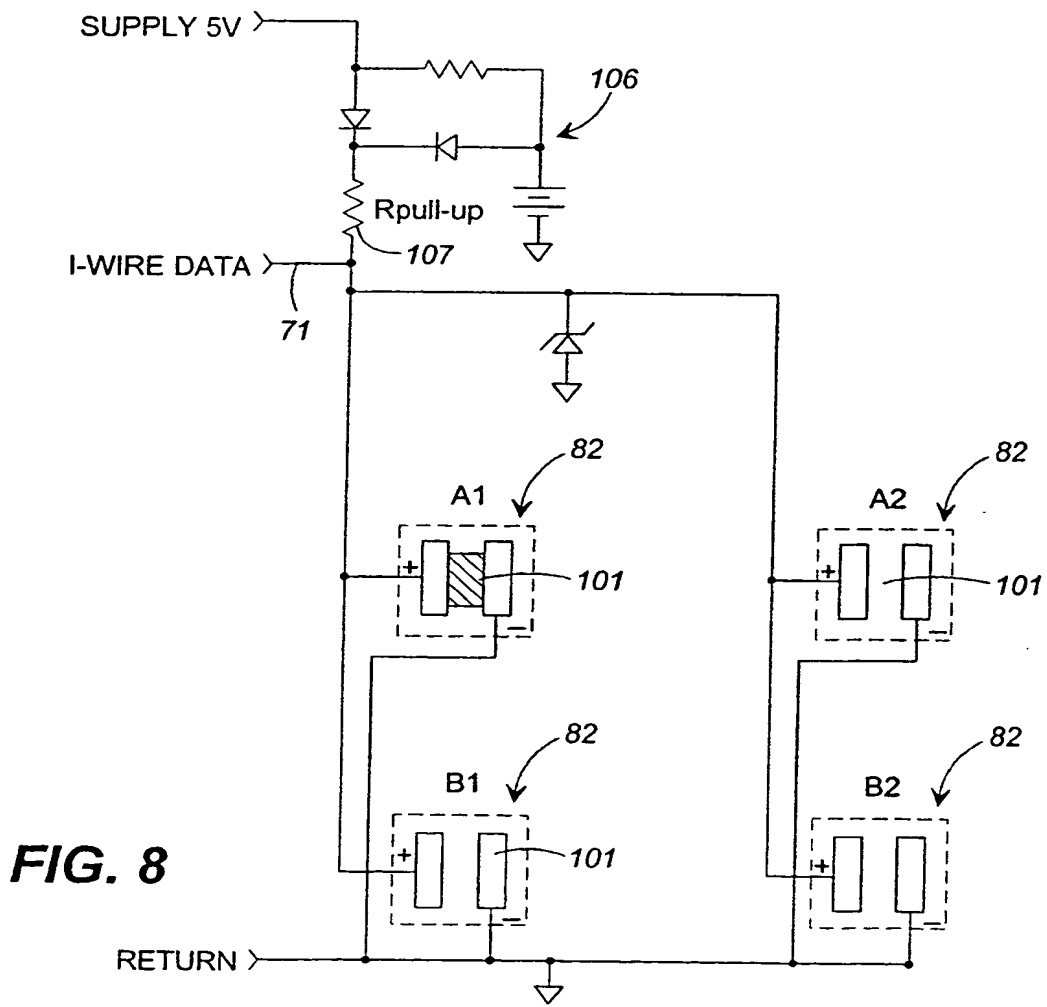 SUPPLY 5V
106
Rpull-up
107
I-WIRE DATA
71
82
A1
+
101
−
82
A2
+
101
−
82
B1
+
101
−
82
B2
+
−
FIG. 8
RETURN